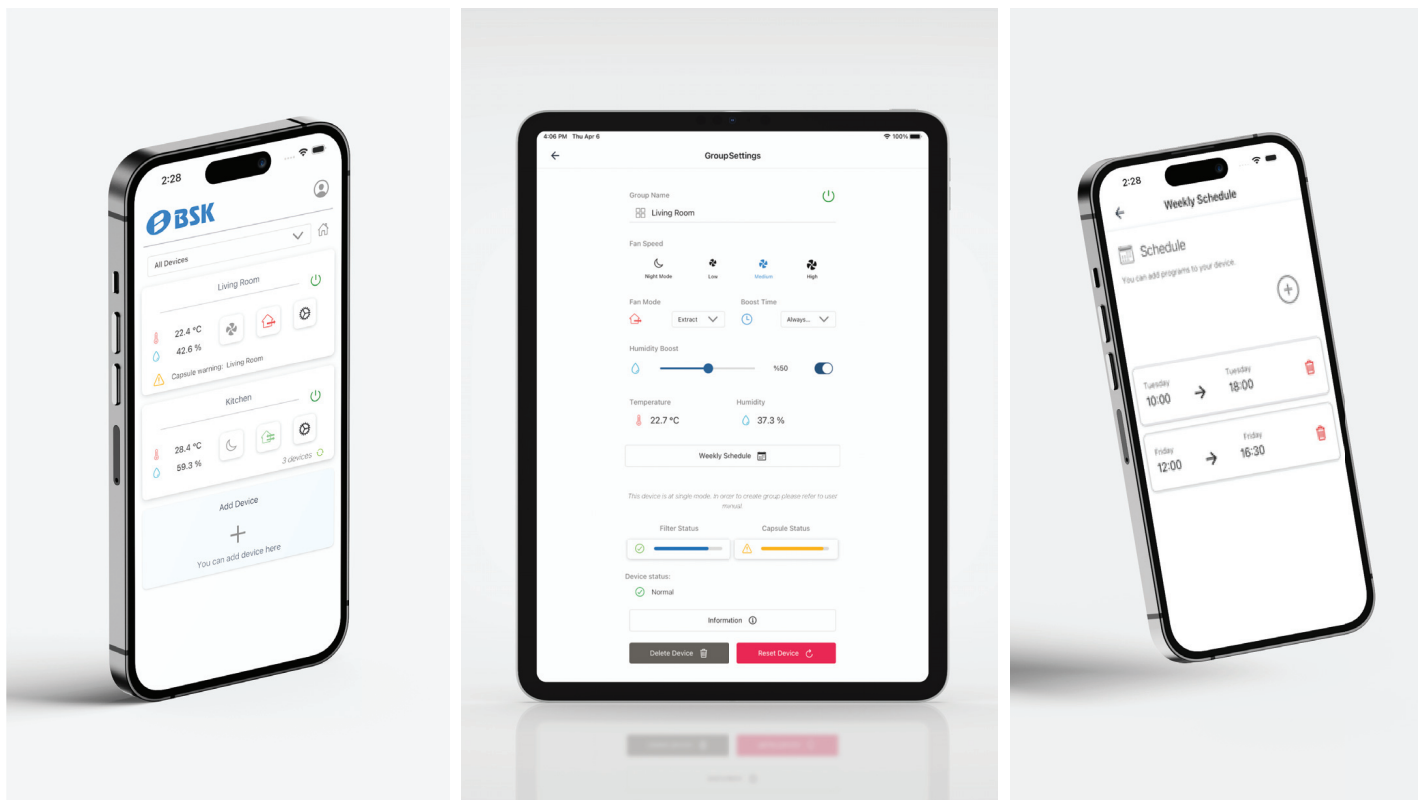 2:28
BSK
All Devices
Living Room
22.4 °C
42.6 %
Capsule warning: Living Room
Kitchen
28.4 °C
59.3 %
3 devices
Add Device
You can add device here
4:06 PM Thu Apr 6
100%
GroupSettings
Group Name
Living Room
Fan Speed
Night Mode Low Medium High
Fan Mode Boost Time
Extract Always...
Humidity Boost
%50
Temperature Humidity
22.7 °C 37.3 %
Weekly Schedule
This device is at single-mode. In order to create group please refer to user
manual.
Filter Status Capsule Status
Device status:
Normal
Information
Delete Device Reset Device
2:28
Weekly Schedule
Schedule
You can add programs to your device.
Tuesday Tuesday
10:00 18:00
Friday Friday
12:00 16:30